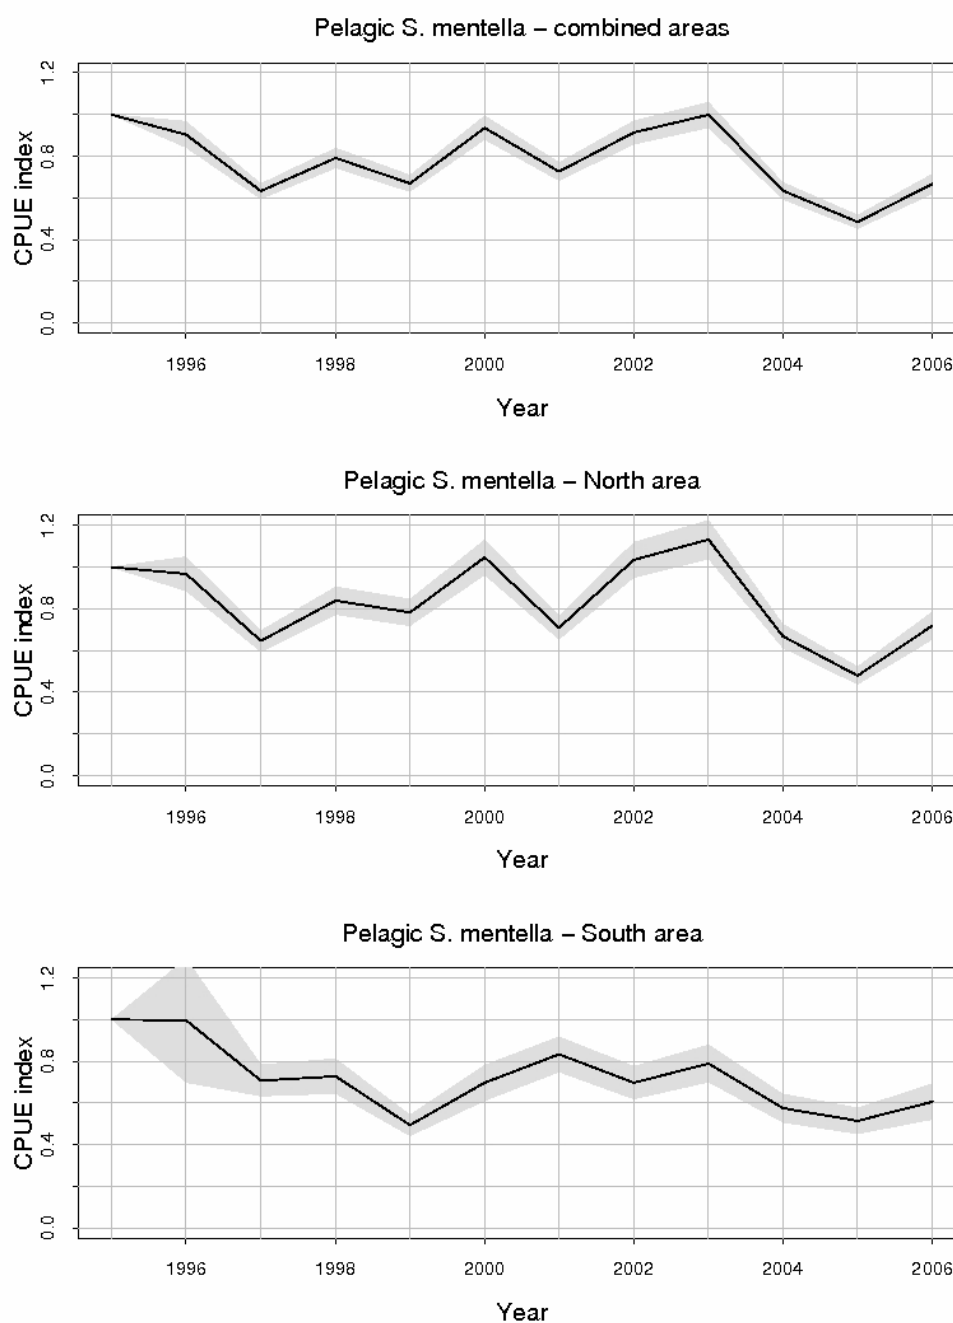 Pelagic S. mentella – combined areas
1.2
0.8
0.4
0.0
CPUE index
1996 1998 2000 2002 2004 2006
Year
Pelagic S. mentella – North area
1.2
0.8
0.4
0.0
CPUE index
1996 1998 2000 2002 2004 2006
Year
Pelagic S. mentella – South area
1.2
0.8
0.4
0.0
CPUE index
1996 1998 2000 2002 2004 2006
Year